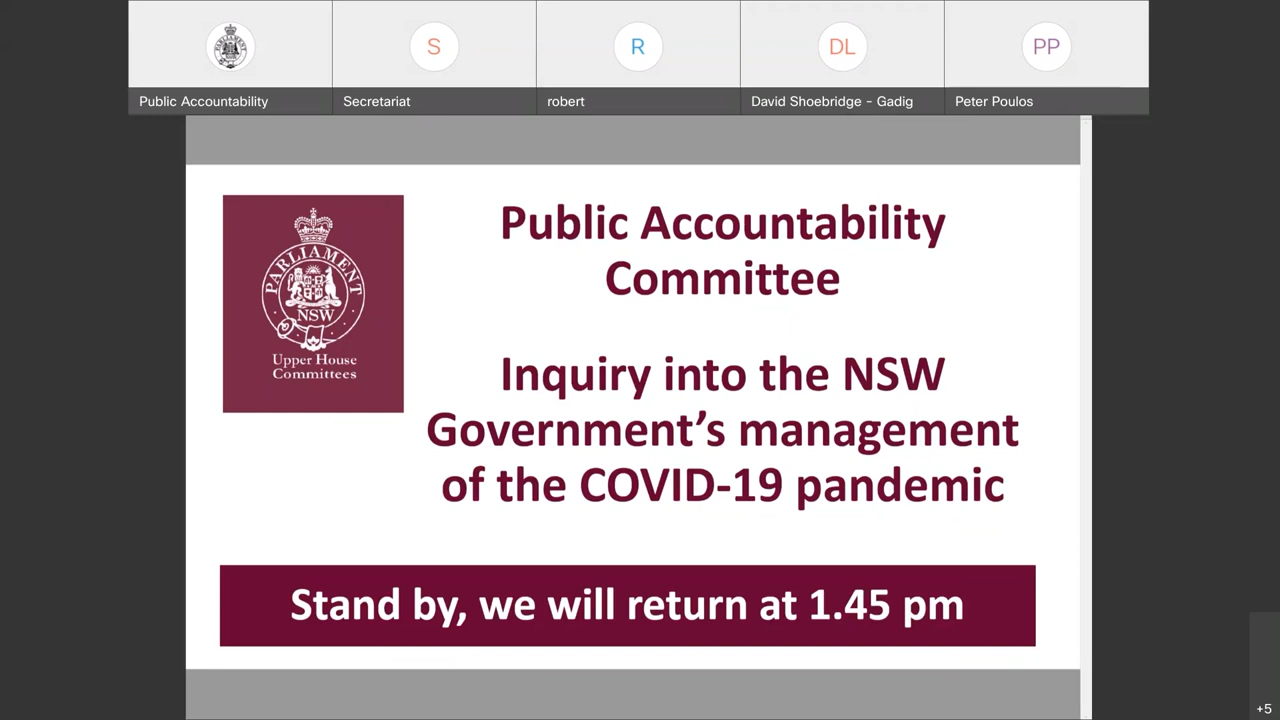 S
R
DL
PP
Public Accountability
Secretariat
robert
David Shoebridge - Gadig
Peter Poulos
PARLIAMENT
NSW
Upper House
Committees
Public Accountability
Committee
Inquiry into the NSW
Government’s management
of the COVID-19 pandemic
Stand by, we will return at 1.45 pm
+5